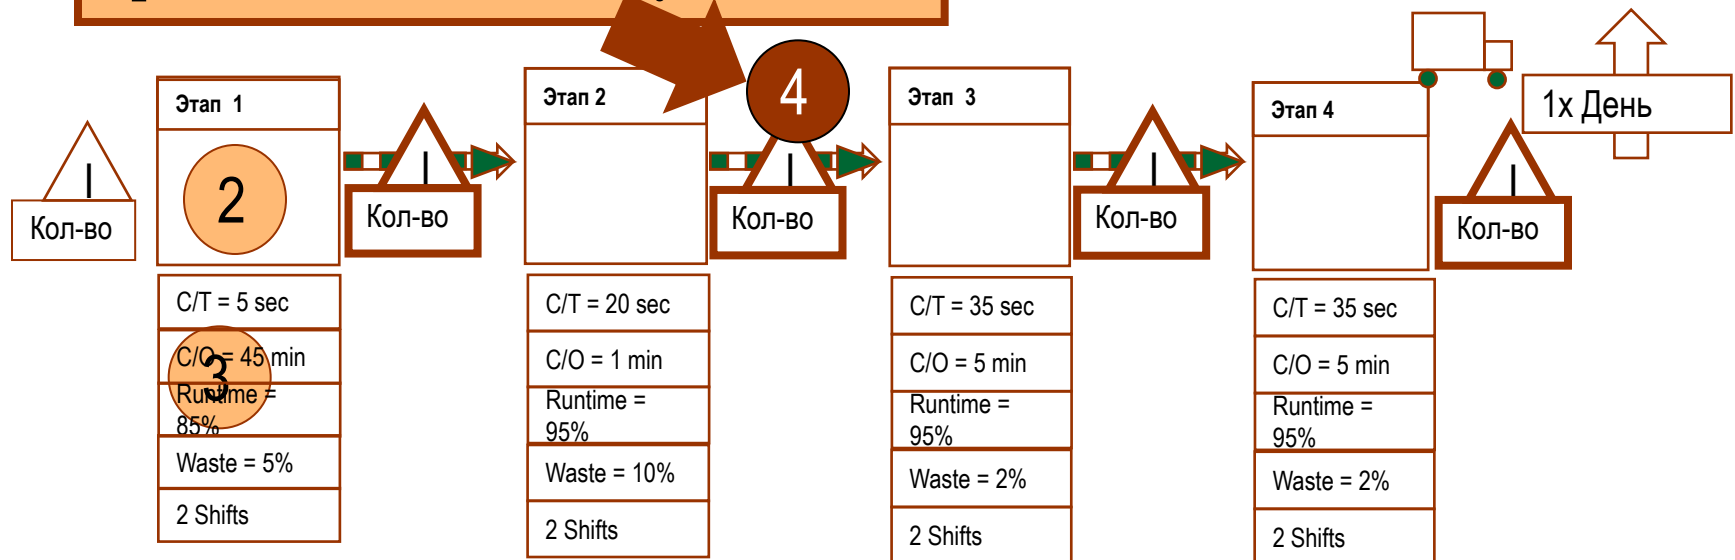 4
1x День
Этап 1
Этап 2
Этап 3
Этап 4
I
Кол-во
2
I
Кол-во
I
Кол-во
I
Кол-во
I
Кол-во
C/T = 5 sec
C/O = 45 min
3
Runtime =
85%
Waste = 5%
2 Shifts
C/T = 20 sec
C/O = 1 min
Runtime =
95%
Waste = 10%
2 Shifts
C/T = 35 sec
C/O = 5 min
Runtime =
95%
Waste = 2%
2 Shifts
C/T = 35 sec
C/O = 5 min
Runtime =
95%
Waste = 2%
2 Shifts